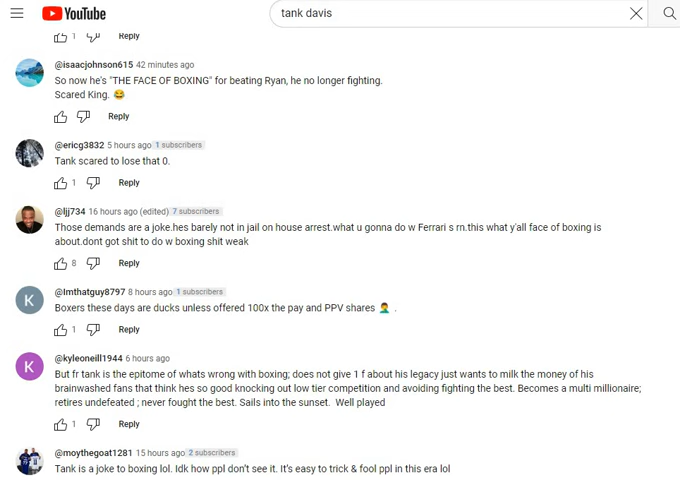 YouTube
tank davis
1 Reply
@isaacjohnson615 42 minutes ago
So now he's "THE FACE OF BOXING" for beating Ryan, he no longer fighting.
Scared King. 😂
Reply
@ericg3832 5 hours ago 1 subscribers
Tank scared to lose that 0.
1 Reply
@ljj734 16 hours ago (edited) 7 subscribers
Those demands are a joke.hes barely not in jail on house arrest.what u gonna do w Ferrari s rn.this what y'all face of boxing is
about.dont got shit to do w boxing shit weak
8 Reply
K
@Imthatguy8797 8 hours ago 1 subscribers
Boxers these days are ducks unless offered 100x the pay and PPV shares 🤦‍♂️ .
1 Reply
K
@kyleoneill1944 6 hours ago
But fr tank is the epitome of whats wrong with boxing; does not give 1 f about his legacy just wants to milk the money of his
brainwashed fans that think hes so good knocking out low tier competition and avoiding fighting the best. Becomes a multi millionaire;
retires undefeated ; never fought the best. Sails into the sunset. Well played
1 Reply
@moythegoat1281 15 hours ago 2 subscribers
Tank is a joke to boxing lol. Idk how ppl don't see it. It's easy to trick & fool ppl in this era lol